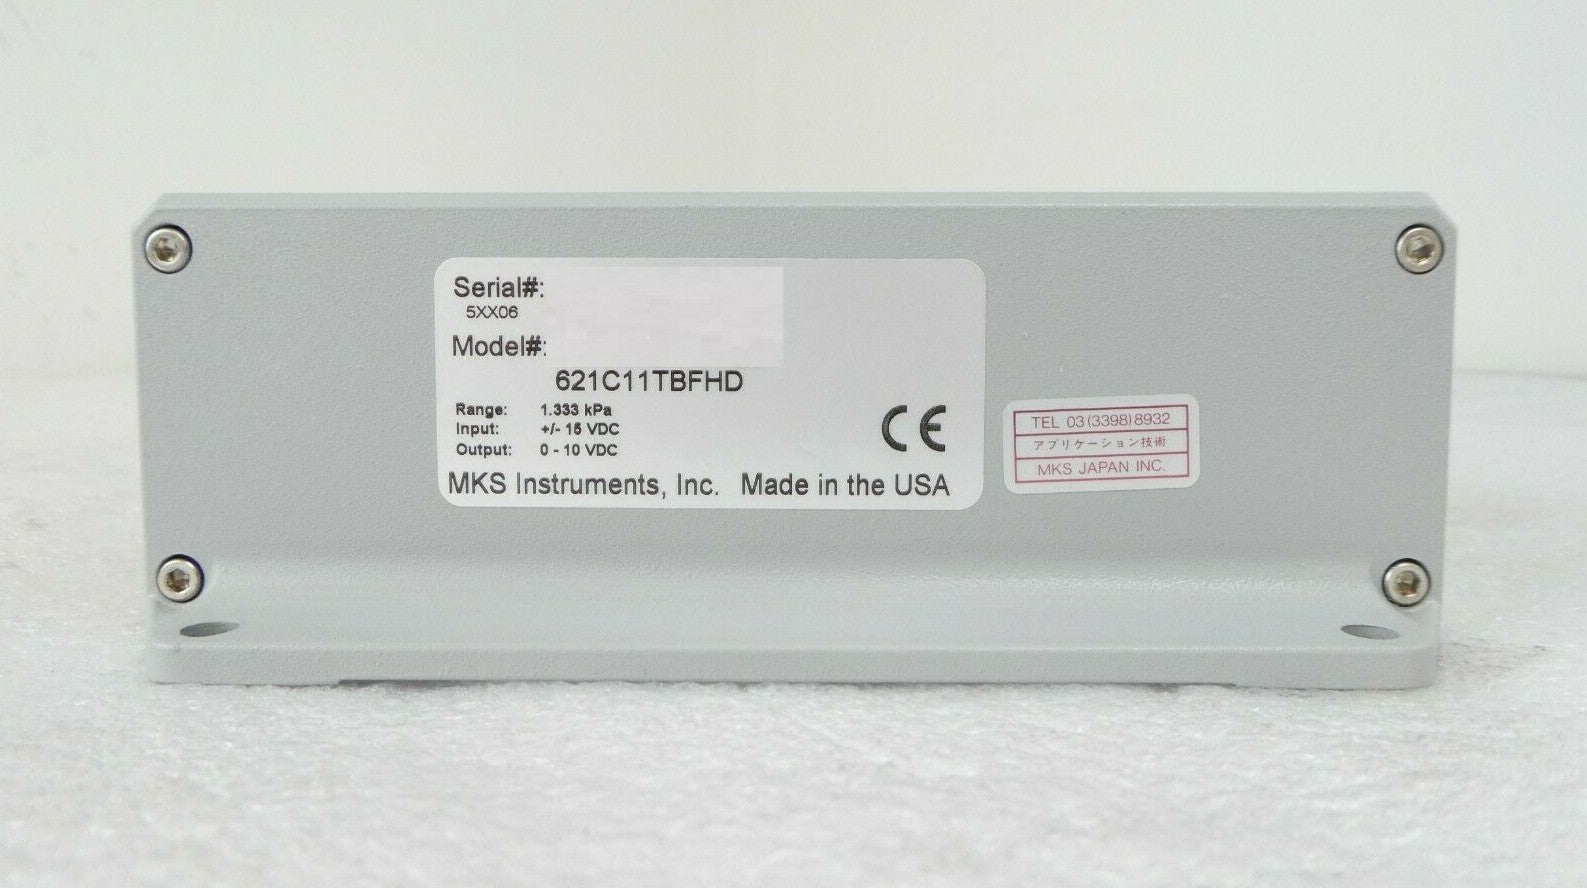 Serial#:
5XX06
Model#:
621C11TBFHD
Range: 1.333 kPa
Input: +/- 15 VDC
Output: 0 - 10 VDC
CE
MKS Instruments, Inc. Made in the USA
TEL 03(3398)8932
アプリケーション技術
MKS JAPAN INC.